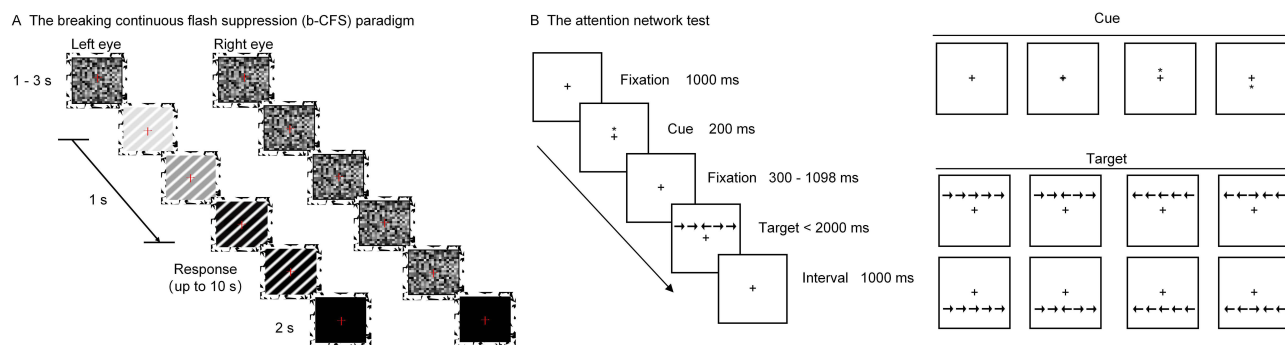 A The breaking continuous flash suppression (b-CFS) paradigm
Left eye
Right eye
1 - 3 s
1 s
Response
(up to 10 s)
2 s
B The attention network test
Fixation 1000 ms
Cue 200 ms
Fixation 300 - 1098 ms
Target < 2000 ms
Interval 1000 ms
Cue
Target